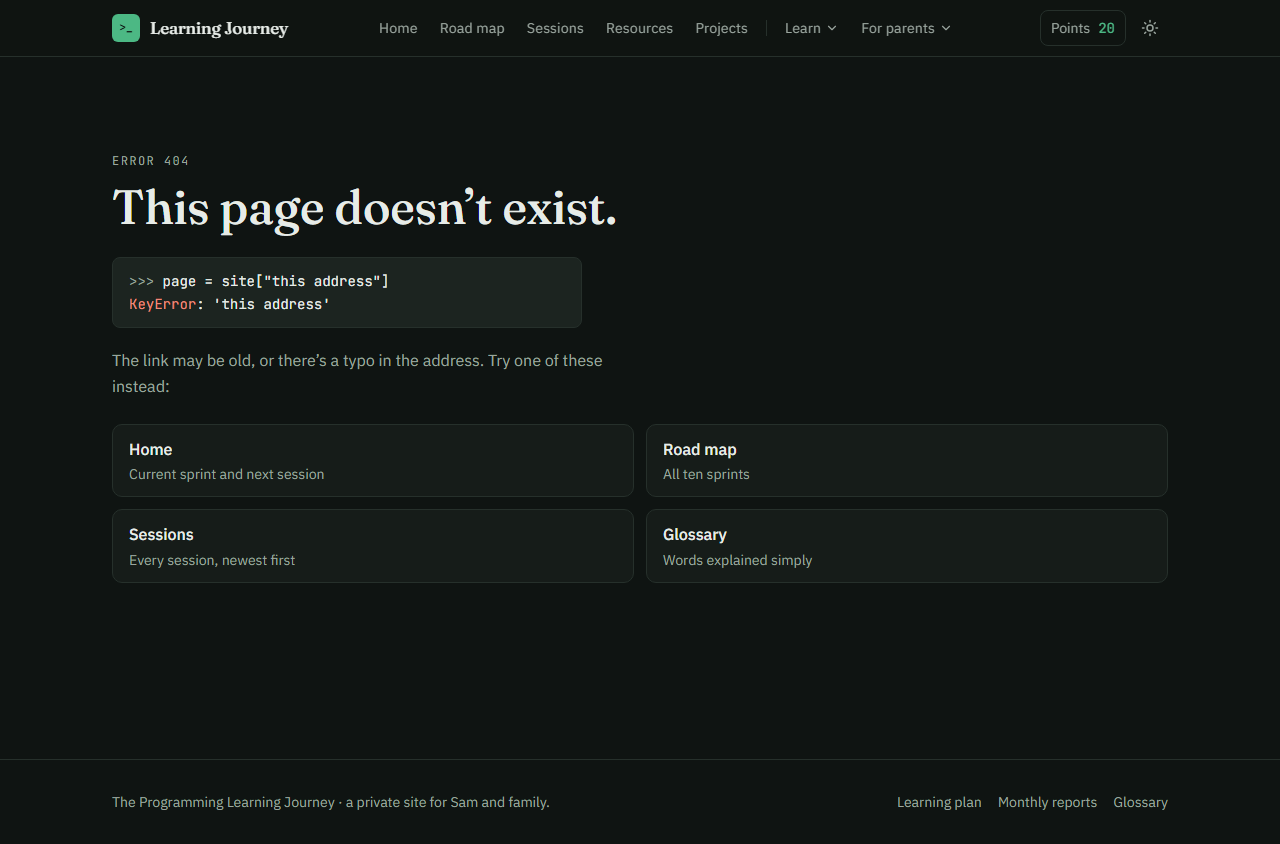 >_ Learning Journey Home Road map Sessions Resources Projects Learn For parents Points 20
ERROR 404
This page doesn’t exist.
>>> page = site["this address"]
KeyError: 'this address'
The link may be old, or there’s a typo in the address. Try one of these
instead:
Home
Current sprint and next session
Road map
All ten sprints
Sessions
Every session, newest first
Glossary
Words explained simply
The Programming Learning Journey · a private site for Sam and family.
Learning plan Monthly reports Glossary